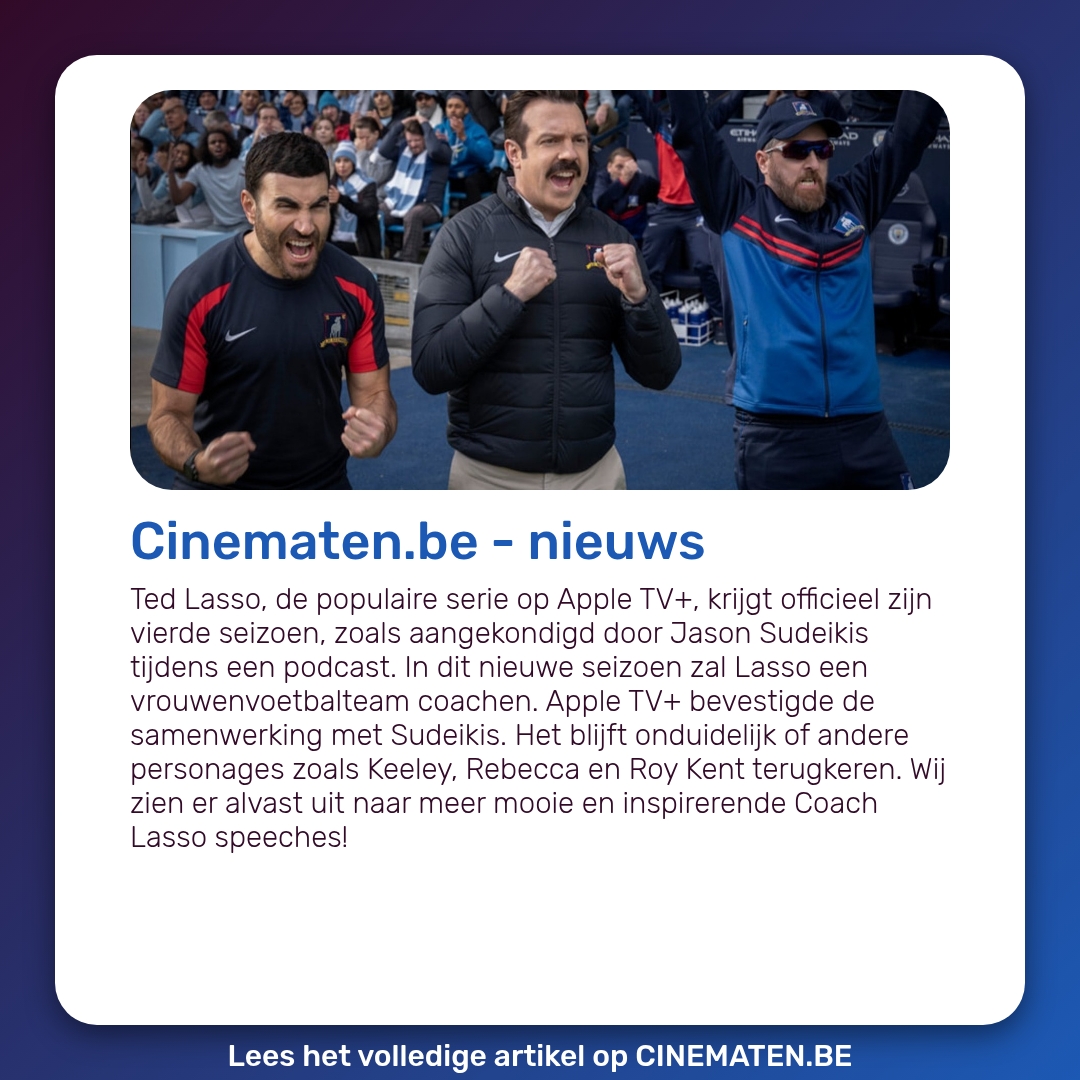 Cinematen.be - nieuws
Ted Lasso, de populaire serie op Apple TV+, krijgt officieel zijn
vierde seizoen, zoals aangekondigd door Jason Sudeikis
tijdens een podcast. In dit nieuwe seizoen zal Lasso een
vrouwenvoetbalteam coachen. Apple TV+ bevestigde de
samenwerking met Sudeikis. Het blijft onduidelijk of andere
personages zoals Keeley, Rebecca en Roy Kent terugkeren. Wij
zien er alvast uit naar meer mooie en inspirerende Coach
Lasso speeches!
Lees het volledige artikel op CINEMATEN.BE